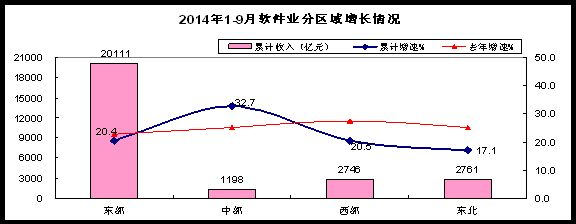 2014年1-9月软件业分区域增长情况
累计收入（亿元） 累计增速% 去年增速%
21000 18000 15000 12000 9000 6000 3000 0
50.0 40.0 30.0 20.0 10.0 0.0
20111 1198 2746 2761
20.4 32.7 20.5 17.1
东部 中部 西部 东北